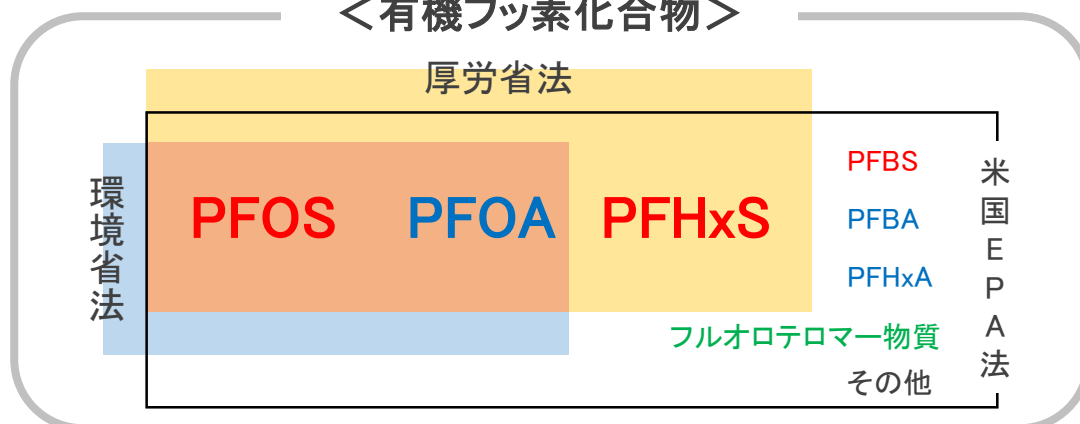 ＜有機フッ素化合物＞
厚労省法
環境省法
PFOS
PFOA
PFHxS
PFBS
PFBA
PFHxA
フルオロテロマー物質
その他
米国EPA法